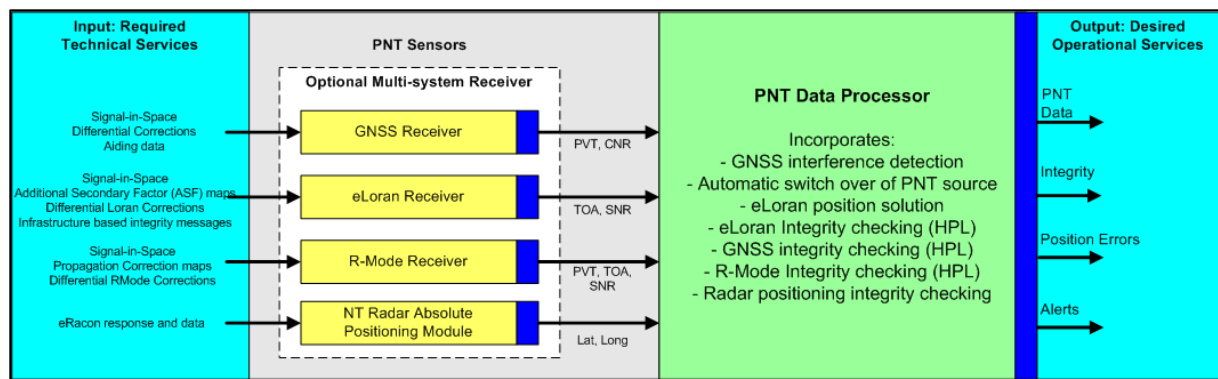 Input: Required
Technical Services
Signal-in-Space
Differential Corrections
Aiding data
Signal-in-Space
Additional Secondary Factor (ASF) maps
Differential Loran Corrections
Infrastructure based integrity messages
Signal-in-Space
Propagation Correction maps
Differential RMode Corrections
eRacon response and data
PNT Sensors
Optional Multi-system Receiver
GNSS Receiver
PVT, CNR
eLoran Receiver
TOA, SNR
R-Mode Receiver
PVT, TOA,
SNR
NT Radar Absolute
Positioning Module
Lat, Long
PNT Data Processor
Incorporates:
- GNSS interference detection
- Automatic switch over of PNT source
- eLoran position solution
- eLoran Integrity checking (HPL)
- GNSS integrity checking (HPL)
- R-Mode Integrity checking (HPL)
- Radar positioning integrity checking
Output: Desired
Operational Services
PNT
Data
Integrity
Position Errors
Alerts